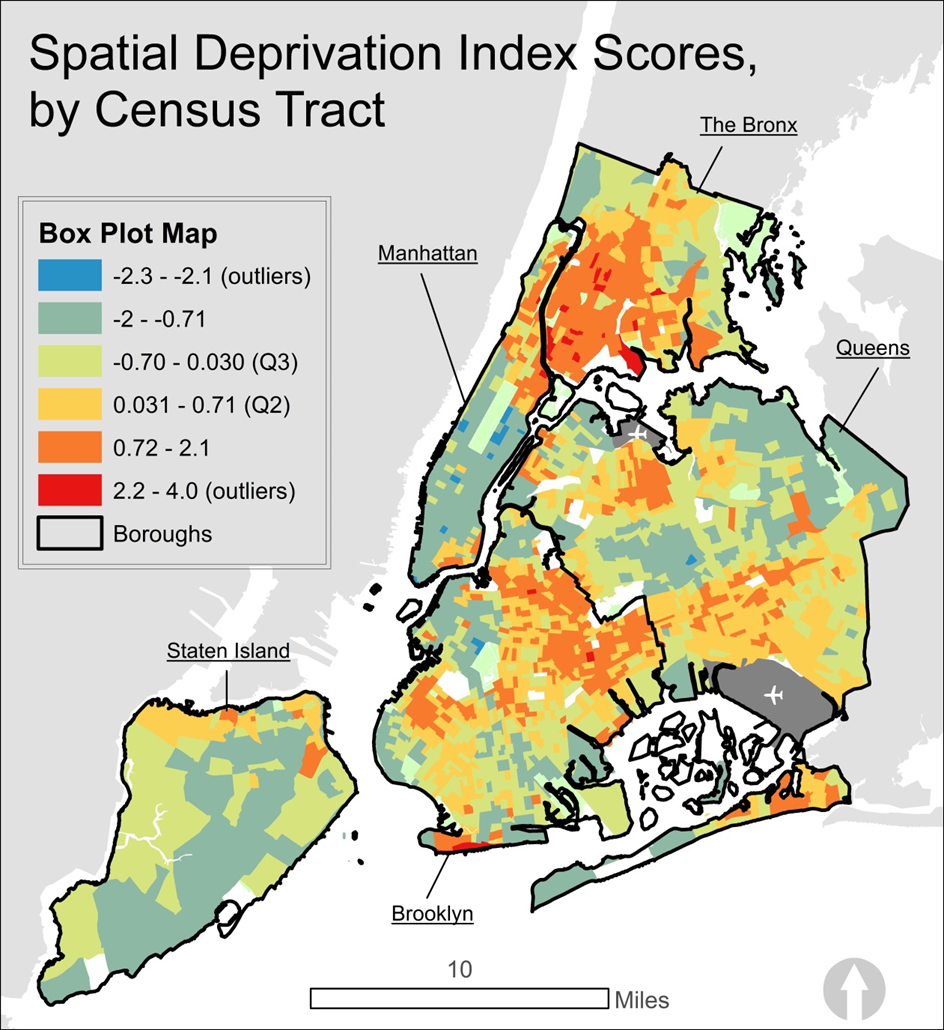 Spatial Deprivation Index Scores,
by Census Tract
The Bronx
Box Plot Map
-2.3 - -2.1 (outliers)
-2 - -0.71
-0.70 - 0.030 (Q3)
0.031 - 0.71 (Q2)
0.72 - 2.1
2.2 - 4.0 (outliers)
Boroughs
Manhattan
Queens
Staten Island
Brooklyn
10
Miles